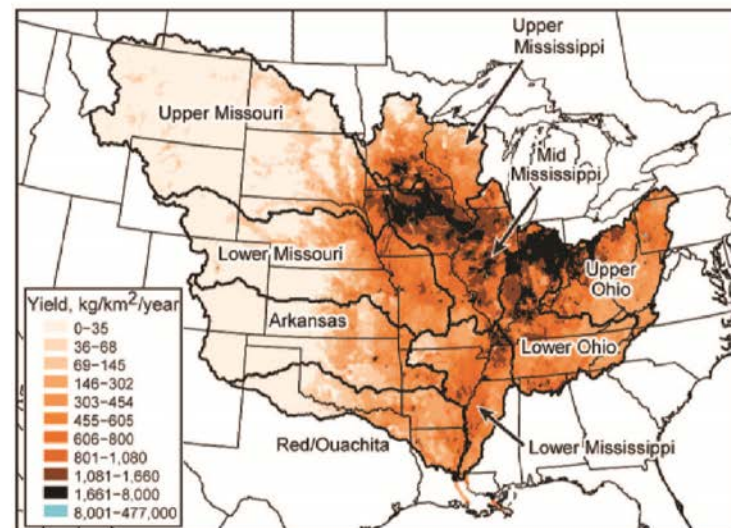 Upper
Mississippi
Upper Missouri
Mid
Mississippi
Lower Missouri
Upper
Ohio
Yield, kg/km²/year
0–35
36–68
69–145
146–302
303–454
455–605
606–800
801–1,080
1,081–1,660
1,661–8,000
8,001–477,000
Arkansas
Lower Ohio
Red/Ouachita
Lower Mississippi